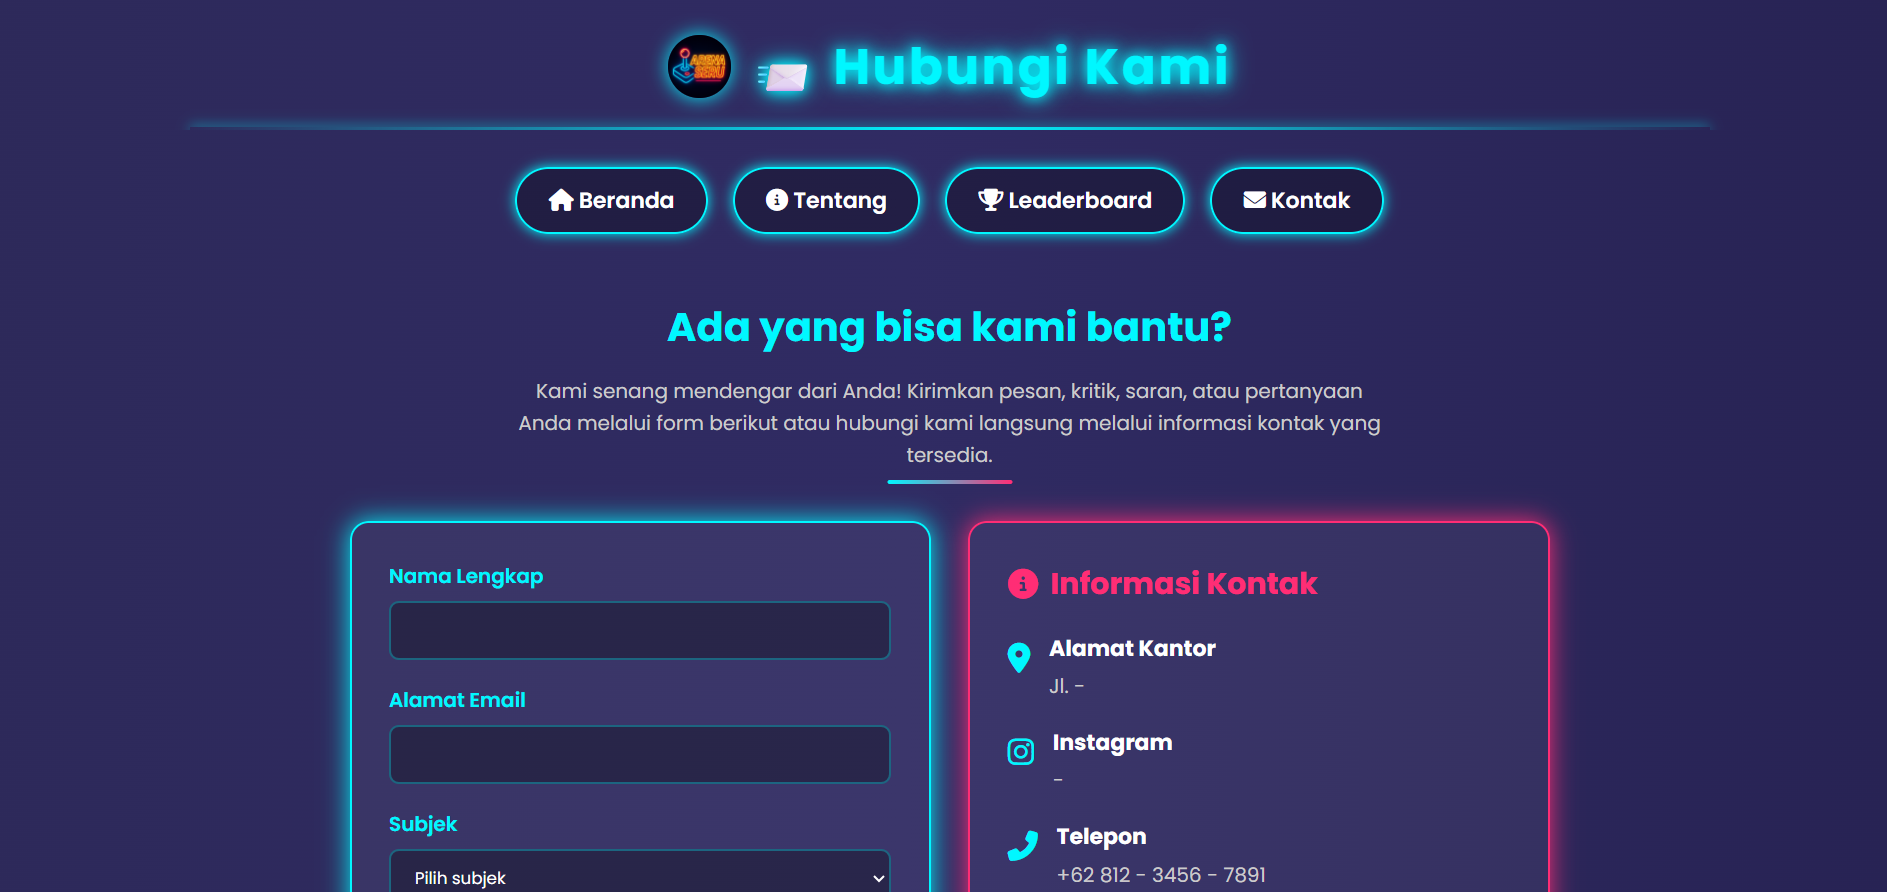 ARENA
SERU
Hubungi Kami
Beranda
Tentang
Leaderboard
Kontak
Ada yang bisa kami bantu?
Kami senang mendengar dari Anda! Kirimkan pesan, kritik, saran, atau pertanyaan
Anda melalui form berikut atau hubungi kami langsung melalui informasi kontak yang
tersedia.
Nama Lengkap
Alamat Email
Subjek
Pilih subjek
Informasi Kontak
Alamat Kantor
Jl. -
Instagram
-
Telepon
+62 812 - 3456 - 7891